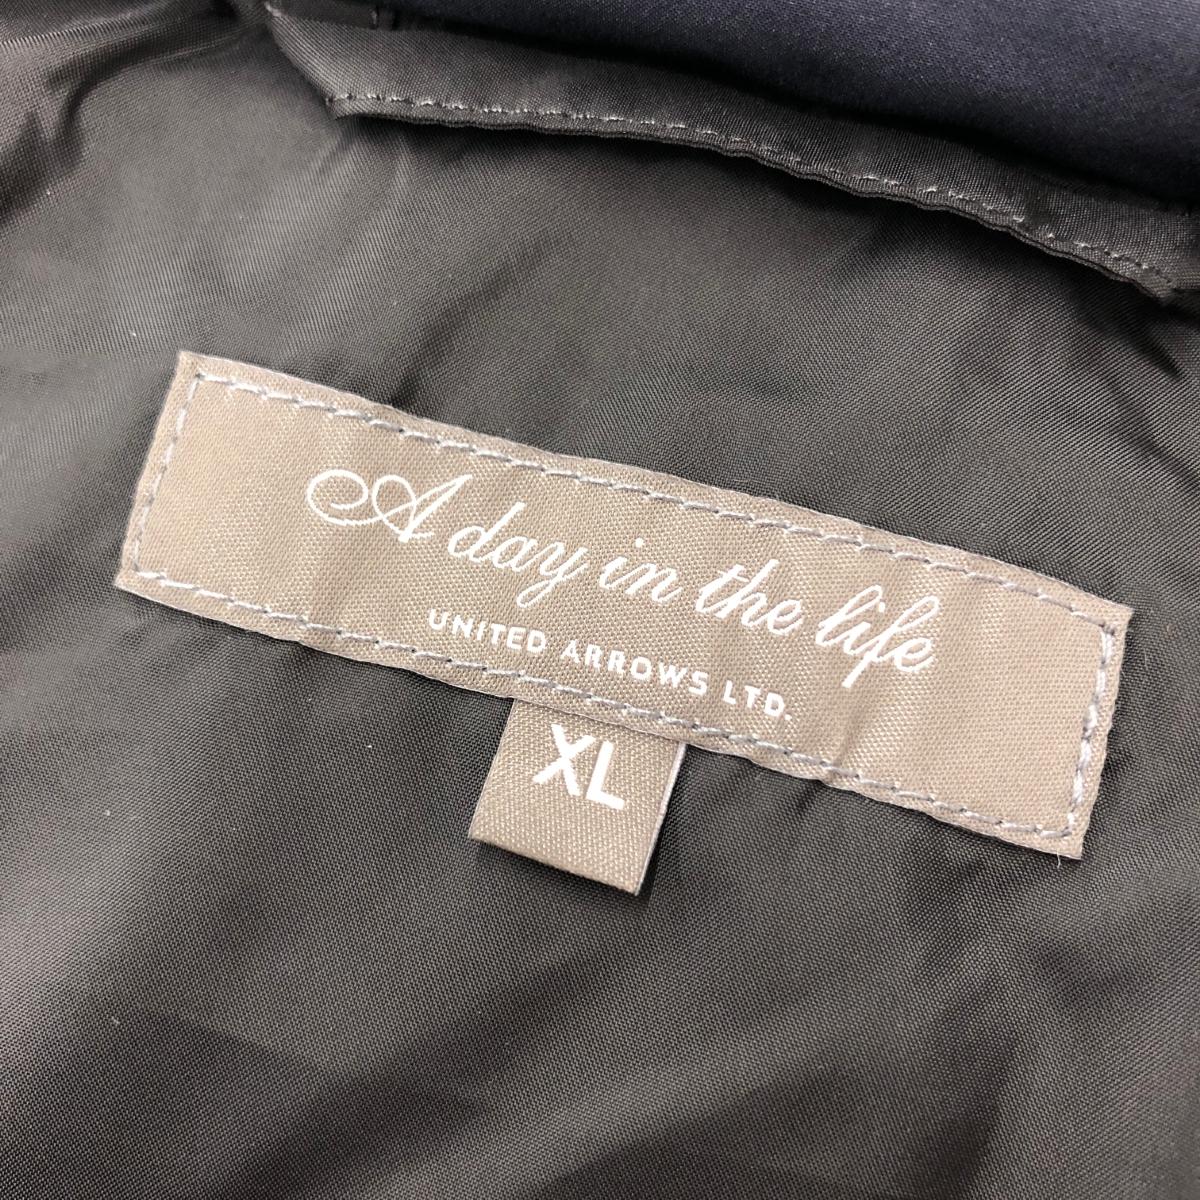 A day in the life
UNITED ARROWS LTD.
XL